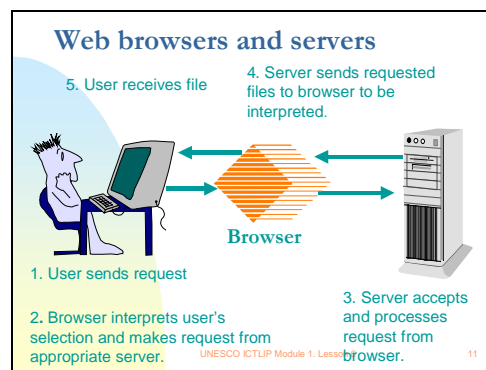 Web browsers and servers
5. User receives file
4. Server sends requested
files to browser to be
interpreted.
Browser
1. User sends request
2. Browser interprets user's
selection and makes request from
appropriate server.
3. Server accepts
and processes
request from
browser.
UNESCO ICTLIP Module 1. Lesson
11